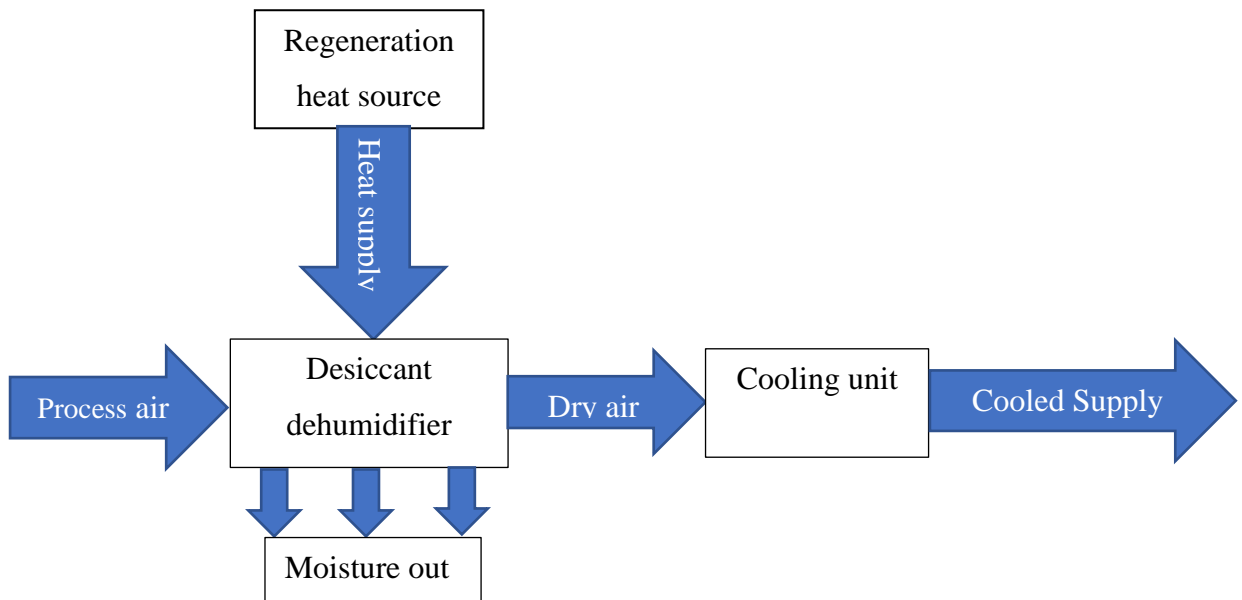 Regeneration
heat source
Heat supply
Desiccant
dehumidifier
Process air
Dry air
Cooling unit
Cooled Supply
Moisture out